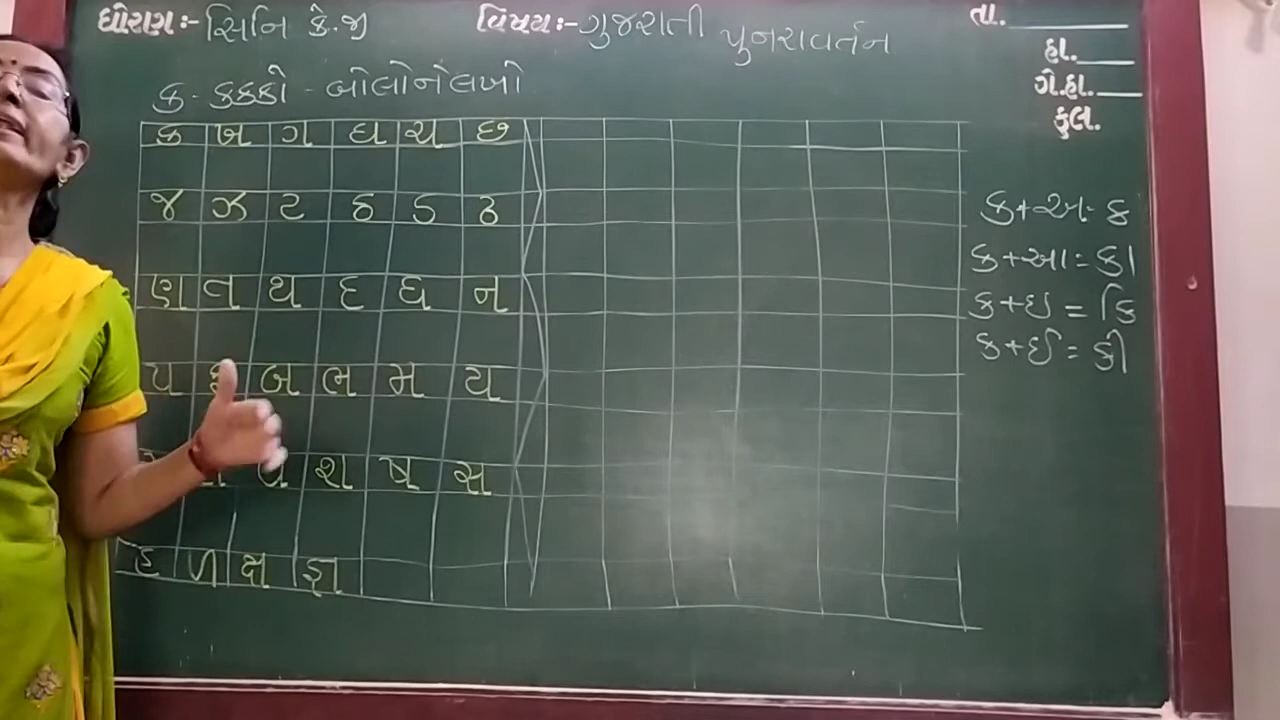 ધોરણઃ- સિનિ કે.જી વિષયઃ- ગુજરાતી પુનરાવર્તન તા.
હા.
ગે.હા.
કુલ.
ક - કક્કો - બોલોને લખો
ક ખ ગ ઘ ચ છ
જ ઝ ટ ઠ ડ ઢ
ણ ત થ દ ધ ન
પ ફ બ ભ મ ય
શ ષ સ
હ ળ ક્ષ જ્ઞ
ક+અ= ક
ક+આ=કા
ક+ઇ = કિ
ક+ઈ = કી